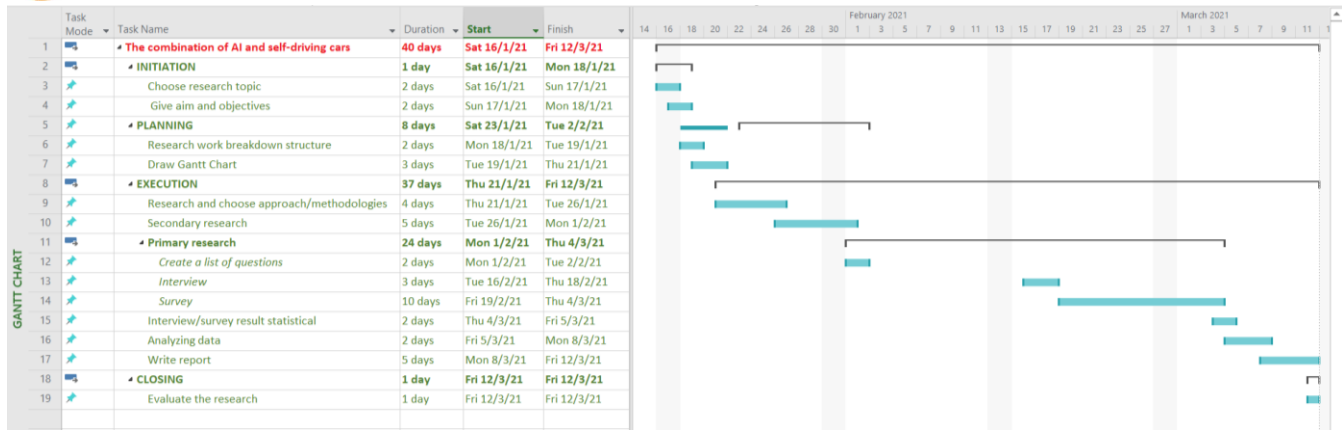 Task Mode Task Name Duration Start Finish
February 2021 March 2021
14 16 18 20 22 24 26 28 30 1 3 5 7 9 11 13 15 17 19 21 23 25 27 1 3 5 7 9 11
GANTT CHART
1 The combination of AI and self-driving cars 40 days Sat 16/1/21 Fri 12/3/21
2 INITIATION 1 day Sat 16/1/21 Mon 18/1/21
3 Choose research topic 2 days Sat 16/1/21 Sun 17/1/21
4 Give aim and objectives 2 days Sun 17/1/21 Mon 18/1/21
5 PLANNING 8 days Sat 23/1/21 Tue 2/2/21
6 Research work breakdown structure 2 days Mon 18/1/21 Tue 19/1/21
7 Draw Gantt Chart 3 days Tue 19/1/21 Thu 21/1/21
8 EXECUTION 37 days Thu 21/1/21 Fri 12/3/21
9 Research and choose approach/methodologies 4 days Thu 21/1/21 Tue 26/1/21
10 Secondary research 5 days Tue 26/1/21 Mon 1/2/21
11 Primary research 24 days Mon 1/2/21 Thu 4/3/21
12 Create a list of questions 2 days Mon 1/2/21 Tue 2/2/21
13 Interview 3 days Tue 16/2/21 Thu 18/2/21
14 Survey 10 days Fri 19/2/21 Thu 4/3/21
15 Interview/survey result statistical 2 days Thu 4/3/21 Fri 5/3/21
16 Analyzing data 2 days Fri 5/3/21 Mon 8/3/21
17 Write report 5 days Mon 8/3/21 Fri 12/3/21
18 CLOSING 1 day Fri 12/3/21 Fri 12/3/21
19 Evaluate the research 1 day Fri 12/3/21 Fri 12/3/21